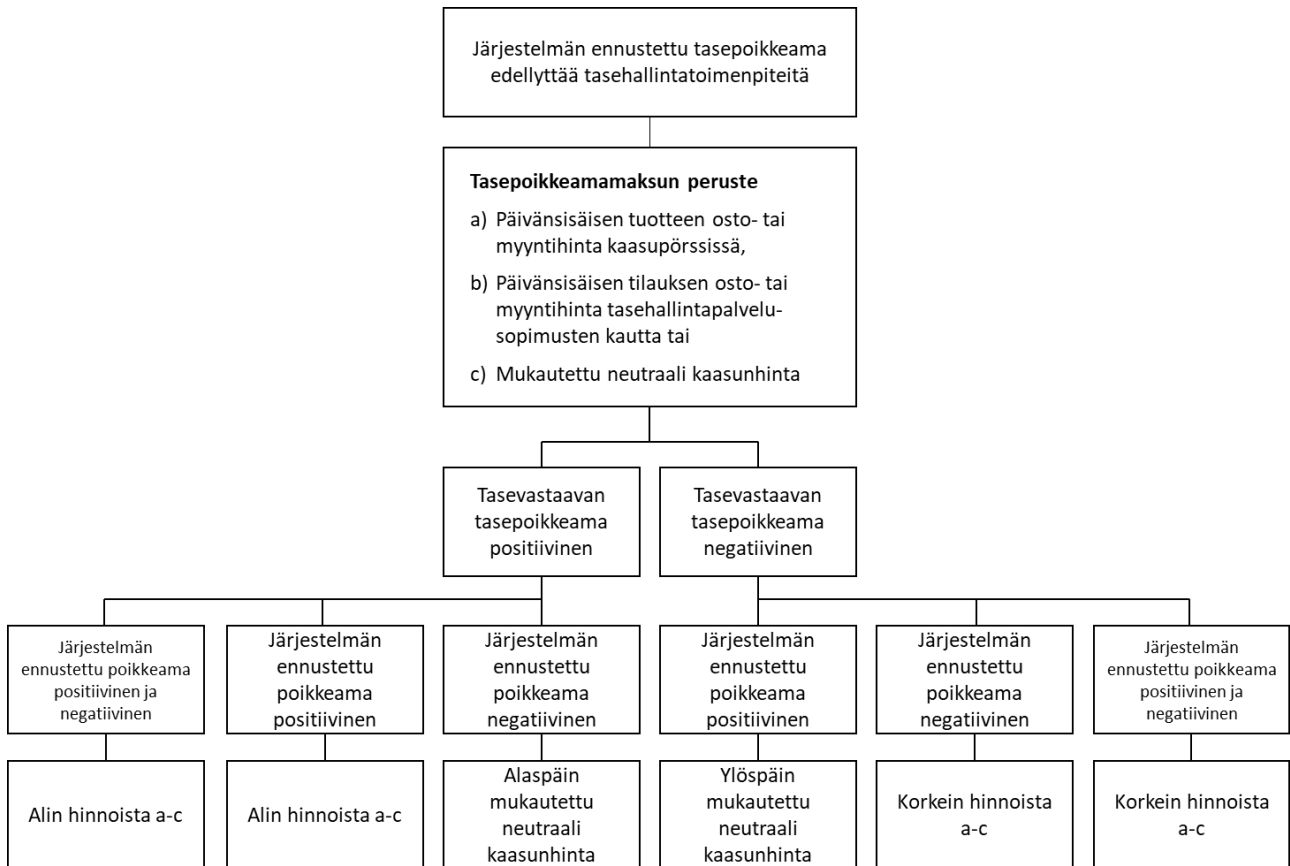 Järjestelmän ennustettu tasepoikkeama
edellyttää tasehallintatoimenpiteitä
Tasepoikkeamamaksun peruste
a) Päivänsisäisen tuotteen osto- tai
myyntihinta kaasupörssissä,
b) Päivänsisäisen tilauksen osto- tai
myyntihinta tasehallintapalvelu-
sopimusten kautta tai
c) Mukautettu neutraali kaasunhinta
Tasevastaavan
tasepoikkeama
positiivinen
Tasevastaavan
tasepoikkeama
negatiivinen
Järjestelmän
ennustettu poikkeama
positiivinen ja
negatiivinen
Järjestelmän
ennustettu
poikkeama
positiivinen
Järjestelmän
ennustettu
poikkeama
negatiivinen
Järjestelmän
ennustettu
poikkeama
positiivinen
Järjestelmän
ennustettu
poikkeama
negatiivinen
Järjestelmän
ennustettu poikkeama
positiivinen ja
negatiivinen
Alin hinnoista a-c
Alin hinnoista a-c
Alaspäin
mukautettu
neutraali
kaasunhinta
Ylöspäin
mukautettu
neutraali
kaasunhinta
Korkein hinnoista
a-c
Korkein hinnoista
a-c